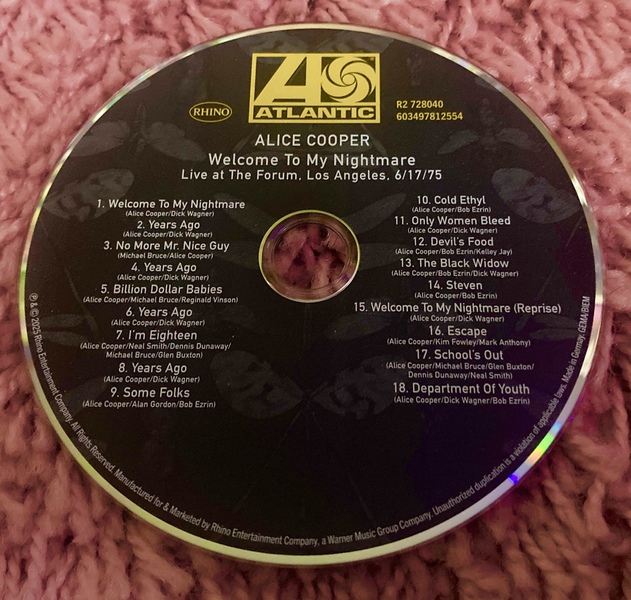 RHINO
ATLANTIC
R2 728040
603497812554
ALICE COOPER
Welcome To My Nightmare
Live at The Forum, Los Angeles, 6/17/75
1. Welcome To My Nightmare
(Alice Cooper/Dick Wagner)
2. Years Ago
(Alice Cooper/Dick Wagner)
3. No More Mr. Nice Guy
(Michael Bruce/Alice Cooper)
4. Years Ago
(Alice Cooper/Dick Wagner)
5. Billion Dollar Babies
(Alice Cooper/Michael Bruce/Reginald Vinson)
6. Years Ago
(Alice Cooper/Dick Wagner)
7. I'm Eighteen
(Alice Cooper/Neal Smith/Dennis Dunaway/
Michael Bruce/Glen Buxton)
8. Years Ago
(Alice Cooper/Dick Wagner)
9. Some Folks
(Alice Cooper/Alan Gordon/Bob Ezrin)
10. Cold Ethyl
(Alice Cooper/Bob Ezrin)
11. Only Women Bleed
(Alice Cooper/Dick Wagner)
12. Devil's Food
(Alice Cooper/Bob Ezrin/Kelley Jay)
13. The Black Widow
(Alice Cooper/Bob Ezrin/Dick Wagner)
14. Steven
(Alice Cooper/Bob Ezrin)
15. Welcome To My Nightmare (Reprise)
(Alice Cooper/Dick Wagner)
16. Escape
(Alice Cooper/Kim Fowley/Mark Anthony)
17. School's Out
(Alice Cooper/Michael Bruce/Glen Buxton/
Dennis Dunaway/Neal Smith)
18. Department Of Youth
(Alice Cooper/Dick Wagner/Bob Ezrin)
℗ & © 2025 Rhino Entertainment Company. All Rights Reserved. Manufactured for & Marketed by Rhino Entertainment Company, a Warner Music Group Company. Unauthorized duplication is a violation of applicable laws. Made in Germany. GEMA/BIEM